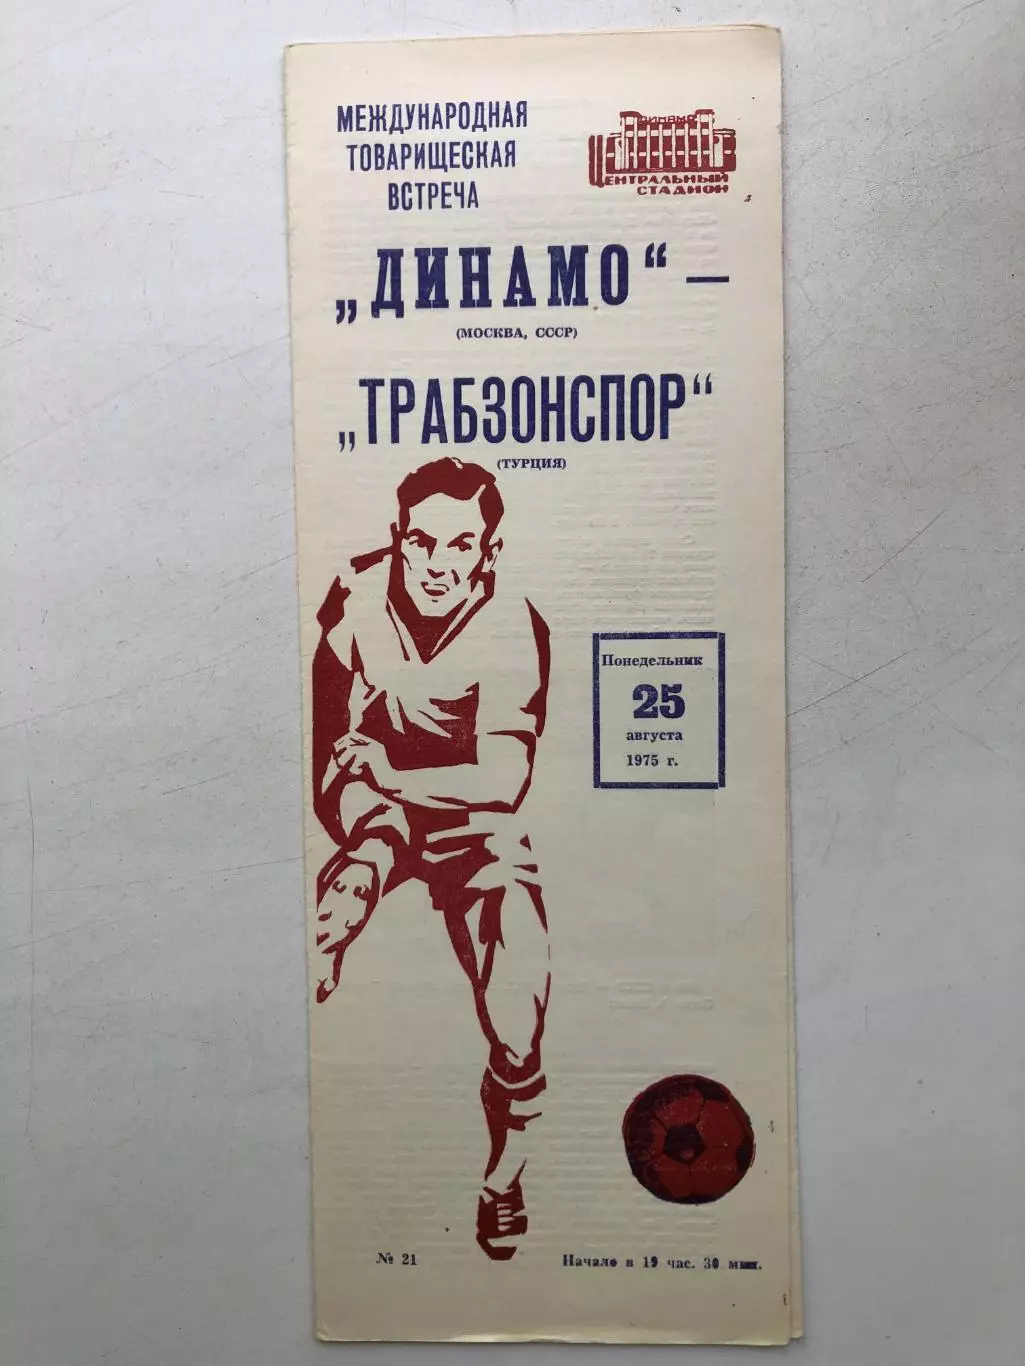 МЕЖДУНАРОДНАЯ
ТОВАРИЩЕСКАЯ
ВСТРЕЧА
ДИНАМО
ЦЕНТРАЛЬНЫЙ
СТАДИОН
„ДИНАМО“ —
(МОСКВА, СССР)
„ТРАБЗОНСПОР“
(ТУРЦИЯ)
Понедельник
25
августа
1975 г.
№ 21
Начало в 19 час. 30 мин.